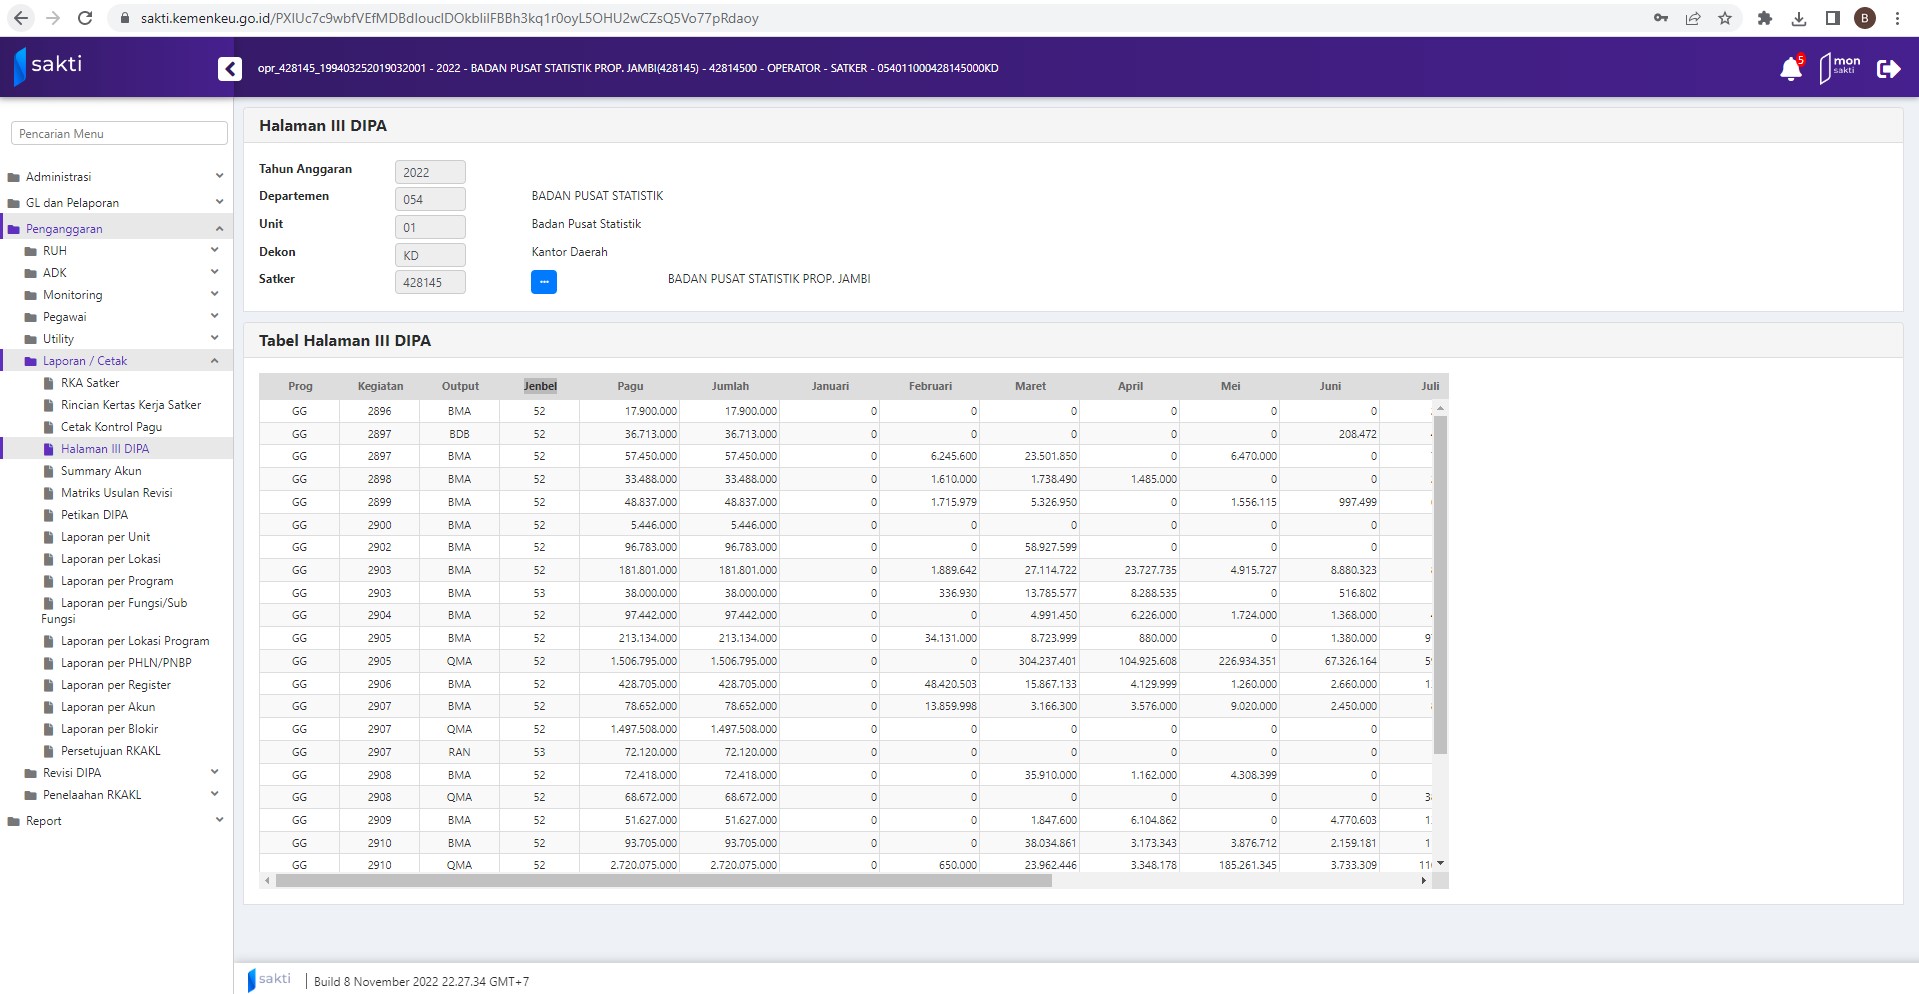 sakti.kemenkeu.go.id/PXIUc7c9wbfVEfMDBdIoucIDOkbIiIFBBh3kq1r0oyL5OHU2wCZsQ5Vo77pRdaoy
B
sakti
opr_428145_199403252019032001 - 2022 - BADAN PUSAT STATISTIK PROP. JAMBI(428145) - 42814500 - OPERATOR - SATKER - 054011000428145000KD
5
mon
sakti
Pencarian Menu
Administrasi
GL dan Pelaporan
Penganggaran
RUH
ADK
Monitoring
Pegawai
Utility
Laporan / Cetak
RKA Satker
Rincian Kertas Kerja Satker
Cetak Kontrol Pagu
Halaman III DIPA
Summary Akun
Matriks Usulan Revisi
Petikan DIPA
Laporan per Unit
Laporan per Lokasi
Laporan per Program
Laporan per Fungsi/Sub
Fungsi
Laporan per Lokasi Program
Laporan per PHLN/PNBP
Laporan per Register
Laporan per Akun
Laporan per Blokir
Persetujuan RKAKL
Revisi DIPA
Penelaahan RKAKL
Report
Halaman III DIPA
Tahun Anggaran 2022
Departemen 054 BADAN PUSAT STATISTIK
Unit 01 Badan Pusat Statistik
Dekon KD Kantor Daerah
Satker 428145 ... BADAN PUSAT STATISTIK PROP. JAMBI
Tabel Halaman III DIPA
Prog Kegiatan Output Jenbel Pagu Jumlah Januari Februari Maret April Mei Juni Juli
GG 2896 BMA 52 17.900.000 17.900.000 0 0 0 0 0 0
GG 2897 BDB 52 36.713.000 36.713.000 0 0 0 0 0 208.472
GG 2897 BMA 52 57.450.000 57.450.000 0 6.245.600 23.501.850 0 6.470.000 0
GG 2898 BMA 52 33.488.000 33.488.000 0 1.610.000 1.738.490 1.485.000 0 0
GG 2899 BMA 52 48.837.000 48.837.000 0 1.715.979 5.326.950 0 1.556.115 997.499
GG 2900 BMA 52 5.446.000 5.446.000 0 0 0 0 0 0
GG 2902 BMA 52 96.783.000 96.783.000 0 0 58.927.599 0 0 0
GG 2903 BMA 52 181.801.000 181.801.000 0 1.889.642 27.114.722 23.727.735 4.915.727 8.880.323
GG 2903 BMA 53 38.000.000 38.000.000 0 336.930 13.785.577 8.288.535 0 516.802
GG 2904 BMA 52 97.442.000 97.442.000 0 0 4.991.450 6.226.000 1.724.000 1.368.000
GG 2905 BMA 52 213.134.000 213.134.000 0 34.131.000 8.723.999 880.000 0 1.380.000 9
GG 2905 QMA 52 1.506.795.000 1.506.795.000 0 0 304.237.401 104.925.608 226.934.351 67.326.164 5
GG 2906 BMA 52 428.705.000 428.705.000 0 48.420.503 15.867.133 4.129.999 1.260.000 2.660.000 1
GG 2907 BMA 52 78.652.000 78.652.000 0 13.859.998 3.166.300 3.576.000 9.020.000 2.450.000
GG 2907 QMA 52 1.497.508.000 1.497.508.000 0 0 0 0 0 0
GG 2907 RAN 53 72.120.000 72.120.000 0 0 0 0 0 0
GG 2908 BMA 52 72.418.000 72.418.000 0 0 35.910.000 1.162.000 4.308.399 0
GG 2908 QMA 52 68.672.000 68.672.000 0 0 0 0 0 0 3
GG 2909 BMA 52 51.627.000 51.627.000 0 0 1.847.600 6.104.862 0 4.770.603 1
GG 2910 BMA 52 93.705.000 93.705.000 0 0 38.034.861 3.173.343 3.876.712 2.159.181 1
GG 2910 QMA 52 2.720.075.000 2.720.075.000 0 650.000 23.962.446 3.348.178 185.261.345 3.733.309 11
sakti Build 8 November 2022 22.27.34 GMT+7